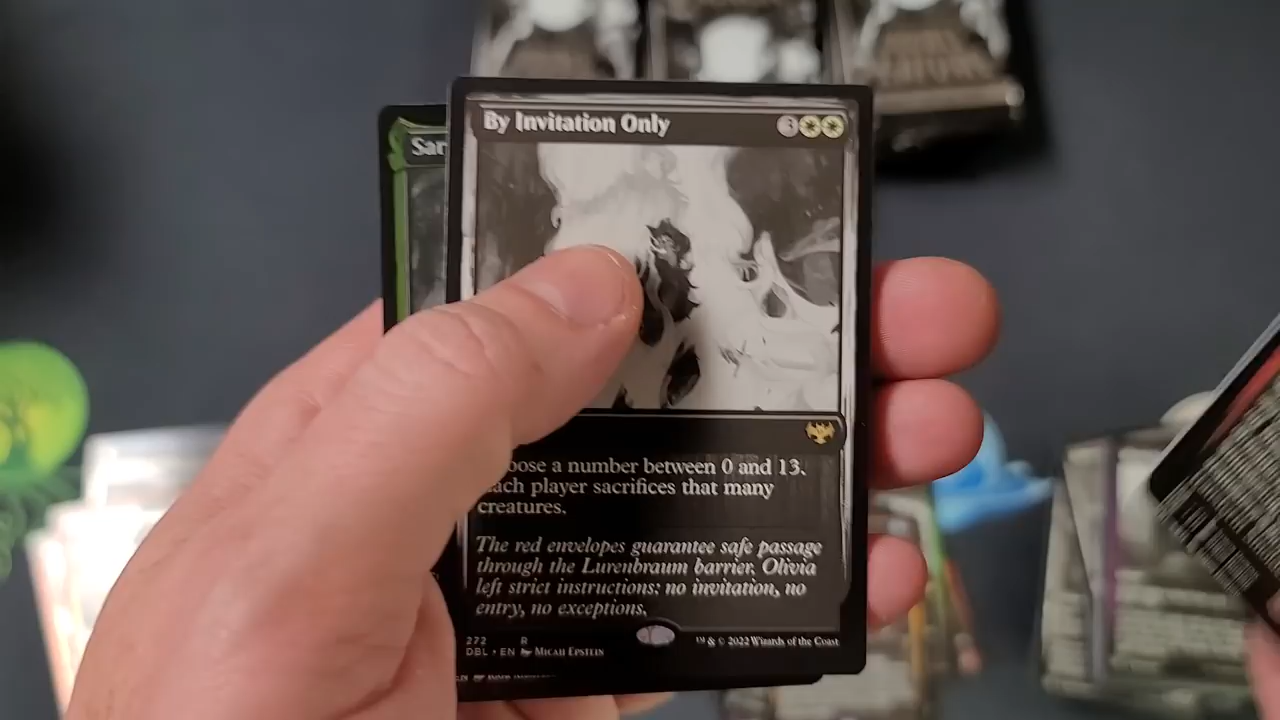 By Invitation Only
3
Sar
oose a number between 0 and 13.
ach player sacrifices that many
creatures.
The red envelopes guarantee safe passage
through the Lurenbraum barrier. Olivia
left strict instructions: no invitation, no
entry, no exceptions.
272 R
DBL • EN Micah Epstein
™ & © 2022 Wizards of the Coast